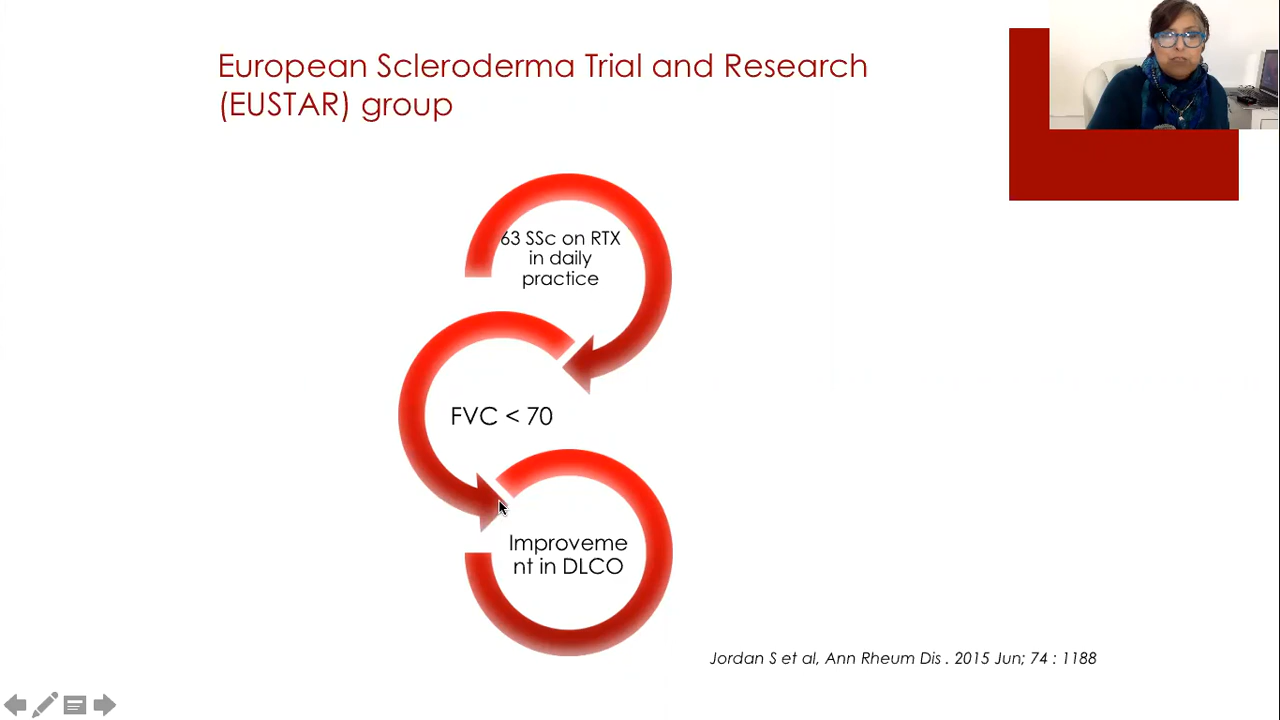 European Scleroderma Trial and Research
(EUSTAR) group
63 SSc on RTX
in daily
practice
FVC < 70
Improveme
nt in DLCO
Jordan S et al, Ann Rheum Dis . 2015 Jun; 74 : 1188